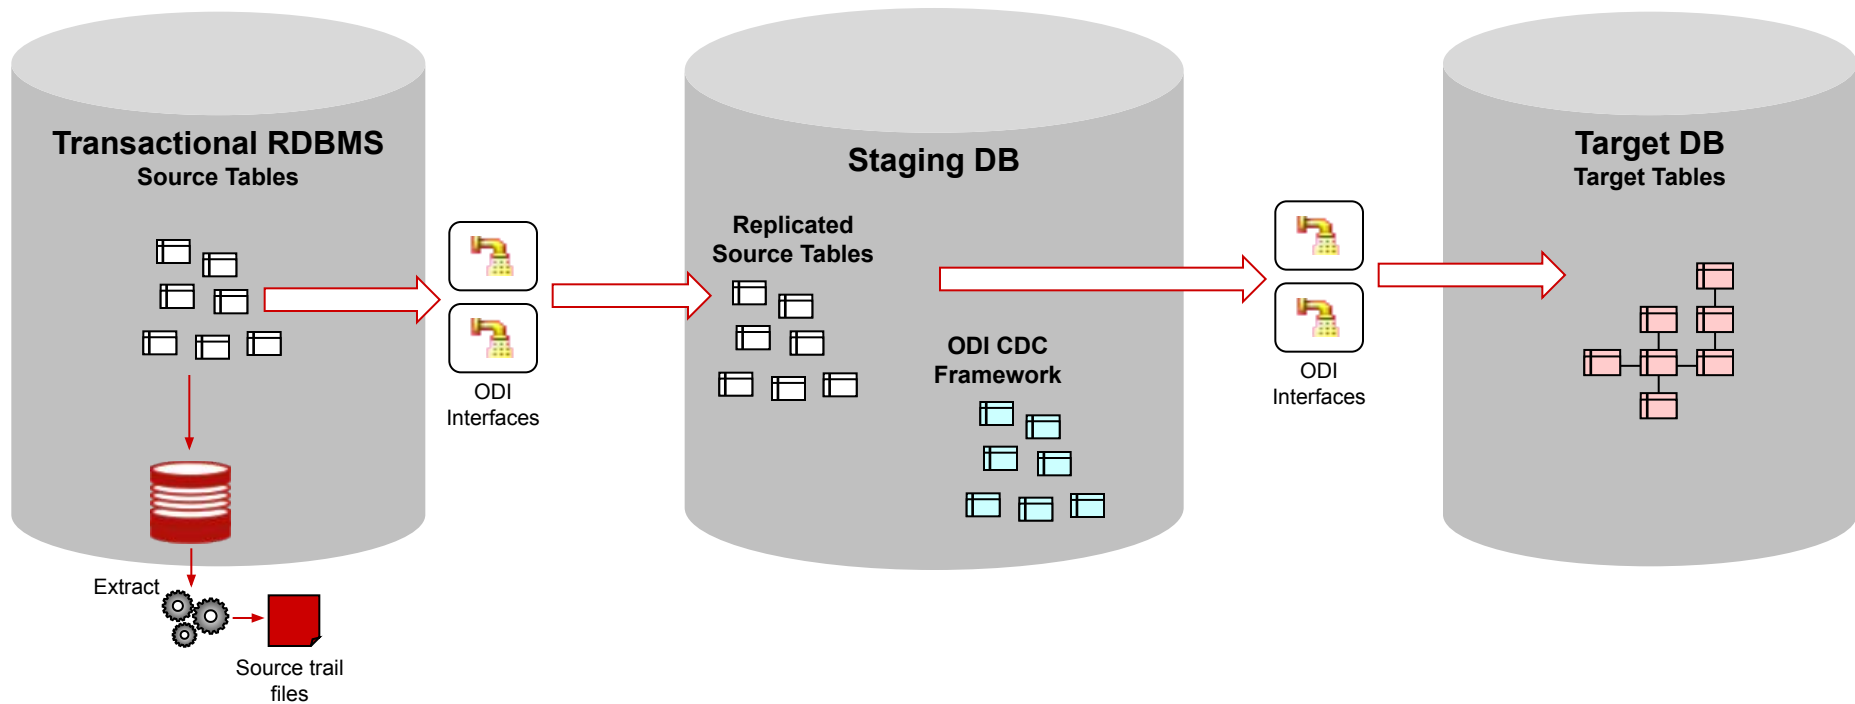 Transactional RDBMS
Source Tables
Extract
Source trail
files
ODI
Interfaces
Staging DB
Replicated
Source Tables
ODI CDC
Framework
ODI
Interfaces
Target DB
Target Tables